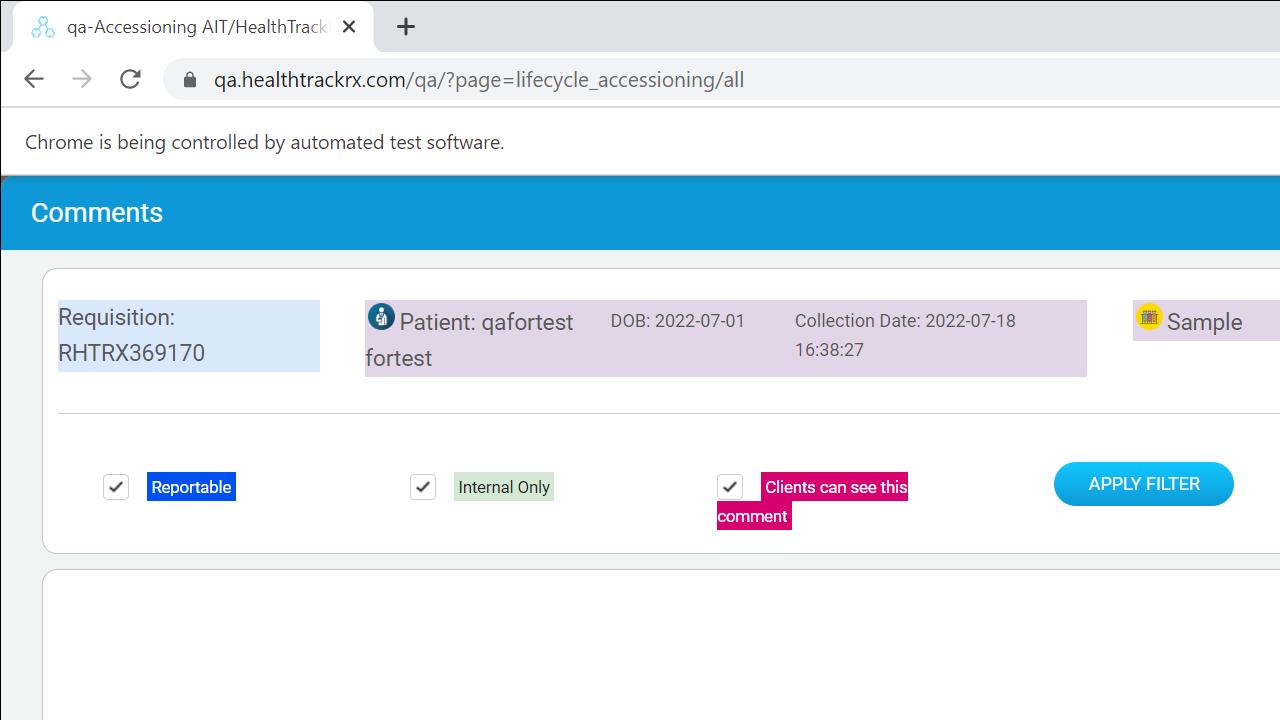 qa-Accessioning AIT/HealthTrack
qa.healthtrackrx.com/qa/?page=lifecycle_accessioning/all
Chrome is being controlled by automated test software.
Comments
Requisition:
RHTRX369170
Patient: qafortest
fortest
DOB: 2022-07-01
Collection Date: 2022-07-18
16:38:27
Sample
Reportable
Internal Only
Clients can see this
comment
APPLY FILTER